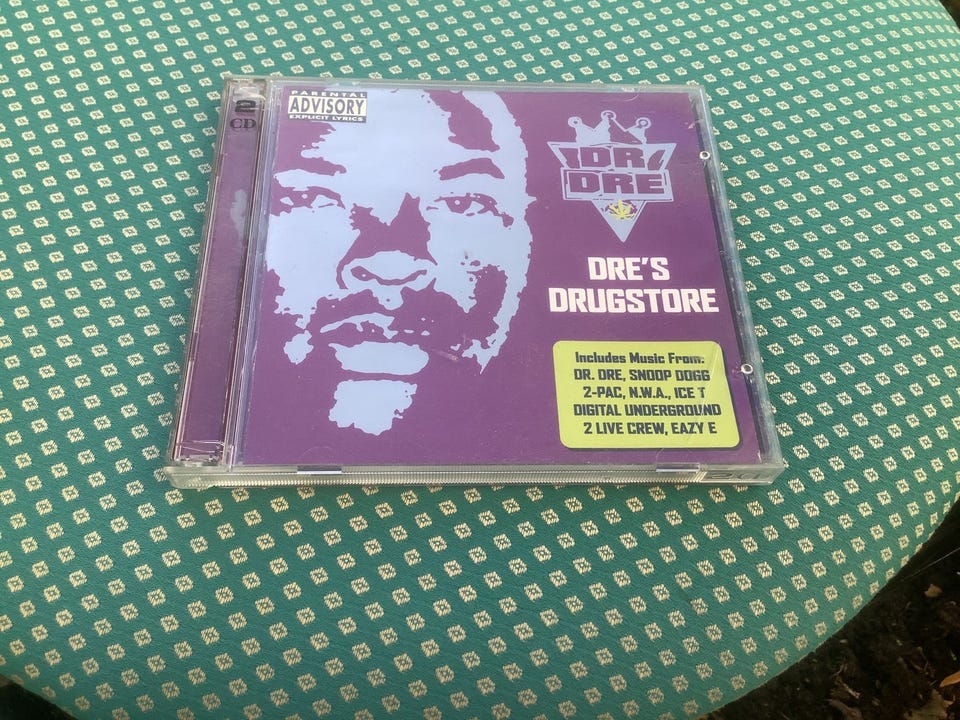 2
CD
PARENTAL
ADVISORY
EXPLICIT LYRICS
DR
DRE
DRE'S
DRUGSTORE
Includes Music From:
DR. DRE, SNOOP DOGG
2-PAC, N.W.A., ICE T
DIGITAL UNDERGROUND
2 LIVE CREW, EAZY E